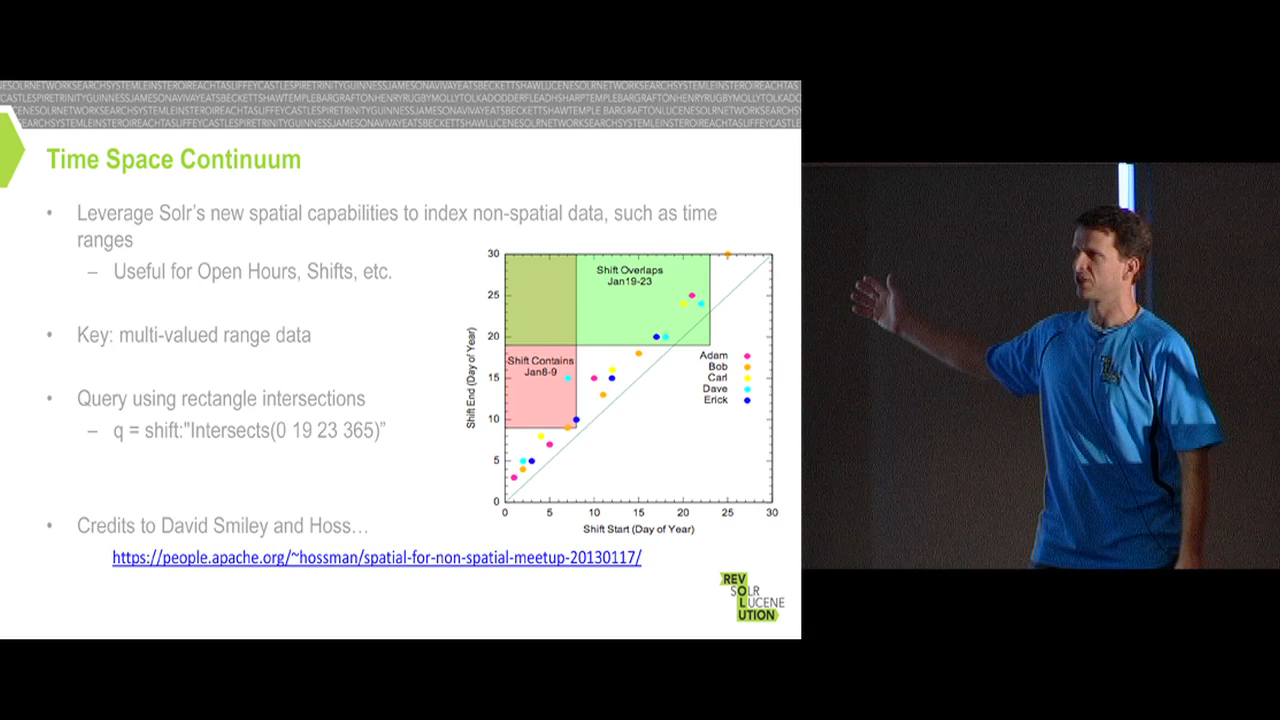 Time Space Continuum
• Leverage Solr's new spatial capabilities to index non-spatial data, such as time
ranges
– Useful for Open Hours, Shifts, etc.
• Key: multi-valued range data
• Query using rectangle intersections
– q = shift:"Intersects(0 19 23 365)”
• Credits to David Smiley and Hoss…
https://people.apache.org/~hossman/spatial-for-non-spatial-meetup-20130117/
30
25
20
15
10
5
0
Shift End (Day of Year)
Shift Overlaps
Jan19-23
Shift Contains
Jan8-9
Adam
Bob
Carl
Dave
Erick
0 5 10 15 20 25 30
Shift Start (Day of Year)
REV
SOLR
LUCENE
UTION